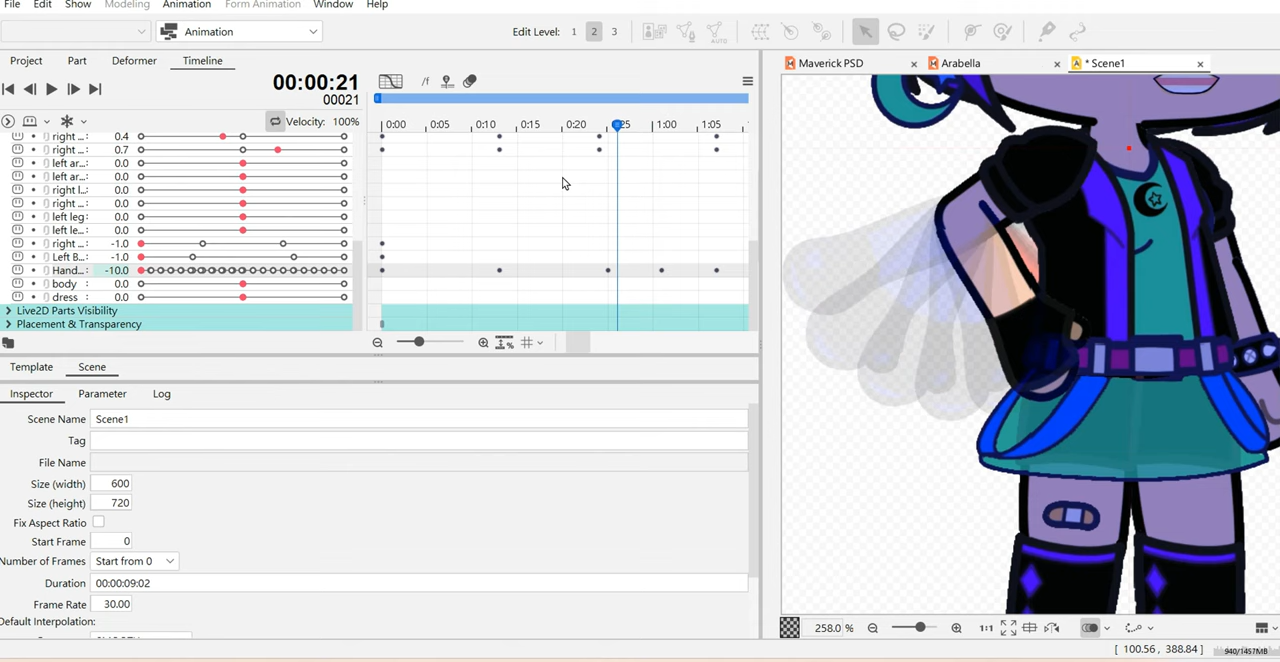 File Edit Show Modeling Animation Form Animation Window Help
Animation Edit Level: 1 2 3
Project Part Deformer Timeline
00:00:21
00021
Velocity: 100%
/f
0:00 0:05 0:10 0:15 0:20 1:00 1:05
right ... 0.4
right ... 0.7
left ar... 0.0
left ar... 0.0
right l... 0.0
right ... 0.0
left leg 0.0
left le... 0.0
right ... -1.0
Left B... -1.0
Hand... -10.0
body 0.0
dress 0.0
Live2D Parts Visibility
Placement & Transparency
Template Scene
Inspector Parameter Log
Scene Name Scene1
Tag
File Name
Size (width) 600
Size (height) 720
Fix Aspect Ratio
Start Frame 0
Number of Frames Start from 0
Duration 00:00:09:02
Frame Rate 30.00
Default Interpolation:
Maverick PSD Arabella * Scene1
258.0 % 1:1
[ 100.56, 388.84 ] 940/1457MB